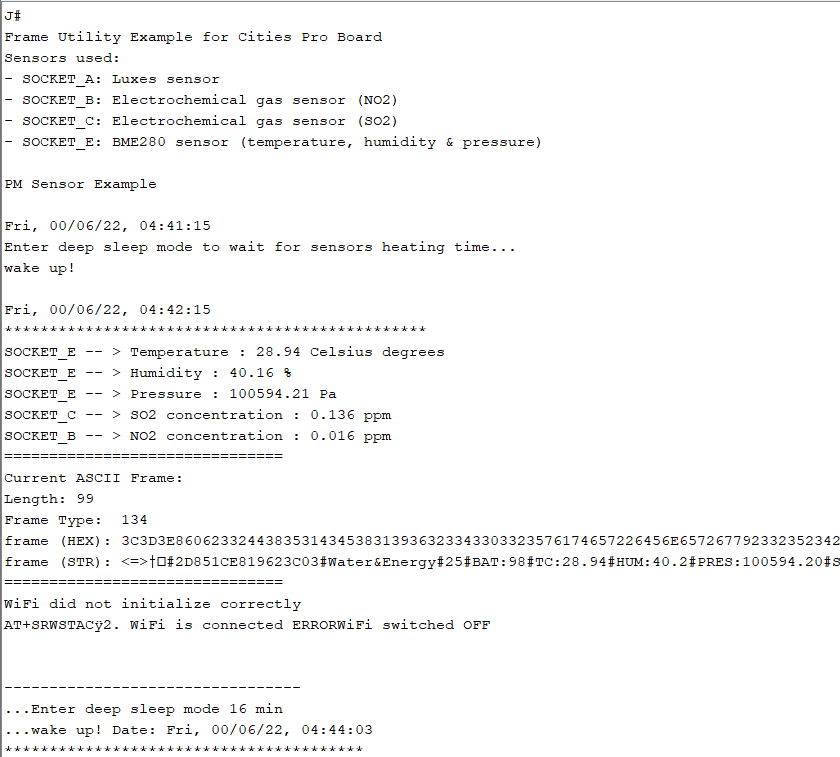 J#
Frame Utility Example for Cities Pro Board
Sensors used:
- SOCKET_A: Luxes sensor
- SOCKET_B: Electrochemical gas sensor (NO2)
- SOCKET_C: Electrochemical gas sensor (SO2)
- SOCKET_E: BME280 sensor (temperature, humidity & pressure)
PM Sensor Example
Fri, 00/06/22, 04:41:15
Enter deep sleep mode to wait for sensors heating time...
wake up!
Fri, 00/06/22, 04:42:15
***********************************************
SOCKET_E -- > Temperature : 28.94 Celsius degrees
SOCKET_E -- > Humidity : 40.16 %
SOCKET_E -- > Pressure : 100594.21 Pa
SOCKET_C -- > SO2 concentration : 0.136 ppm
SOCKET_B -- > NO2 concentration : 0.016 ppm
===============================
Current ASCII Frame:
Length: 99
Frame Type:  134
frame (HEX): 3C3D3E8606233244383531434538313936323343303323576174657226456E657267792332352342
frame (STR): <=>†□#2D851CE819623C03#Water&Energy#25#BAT:98#TC:28.94#HUM:40.2#PRES:100594.20#S
===============================
WiFi did not initialize correctly
AT+SRWSTACÿ2. WiFi is connected ERRORWiFi switched OFF
---------------------------------
...Enter deep sleep mode 16 min
...wake up! Date: Fri, 00/06/22, 04:44:03
****************************************